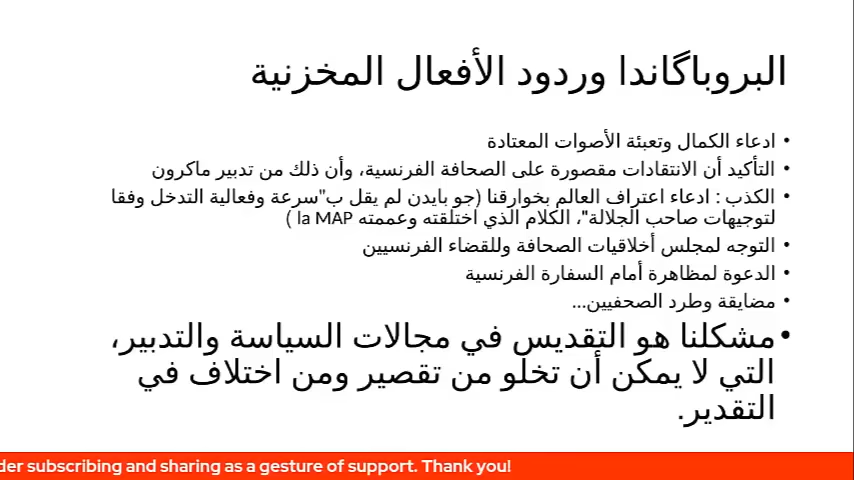 البروباگاندا وردود الأفعال المخزنية
• ادعاء الكمال وتعبئة الأصوات المعتادة
• التأكيد أن الانتقادات مقصورة على الصحافة الفرنسية، وأن ذلك من تدبير ماكرون
• الكذب : ادعاء اعتراف العالم بخوارقنا (جو بايدن لم يقل ب"سرعة وفعالية التدخل وفقا
لتوجيهات صاحب الجلالة"، الكلام الذي اختلقته وعممته la MAP )
• التوجه لمجلس أخلاقيات الصحافة وللقضاء الفرنسيين
• الدعوة لمظاهرة أمام السفارة الفرنسية
• مضايقة وطرد الصحفيين...
• مشكلنا هو التقديس في مجالات السياسة والتدبير،
التي لا يمكن أن تخلو من تقصير ومن اختلاف في
التقدير.
der subscribing and sharing as a gesture of support. Thank you!